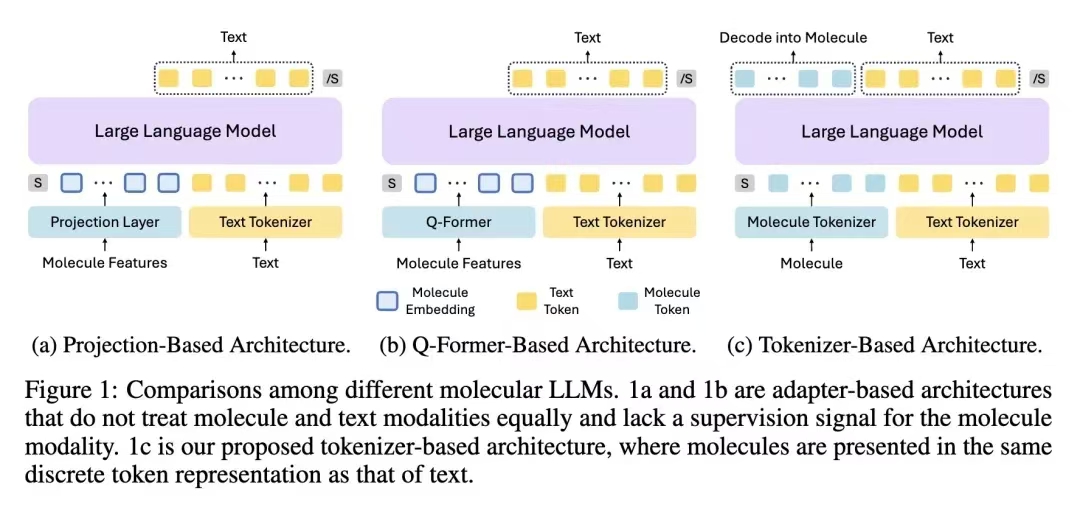 Text
/S
Large Language Model
S
Projection Layer
Text Tokenizer
Molecule Features
Text
Text
/S
Large Language Model
S
Q-Former
Text Tokenizer
Molecule Features
Text
Decode into Molecule
Text
/S
Large Language Model
S
Molecule Tokenizer
Text Tokenizer
Molecule
Text
Molecule
Embedding
Text
Token
Molecule
Token
(a) Projection-Based Architecture.
(b) Q-Former-Based Architecture.
(c) Tokenizer-Based Architecture.
Figure 1: Comparisons among different molecular LLMs. 1a and 1b are adapter-based architectures
that do not treat molecule and text modalities equally and lack a supervision signal for the molecule
modality. 1c is our proposed tokenizer-based architecture, where molecules are presented in the same
discrete token representation as that of text.